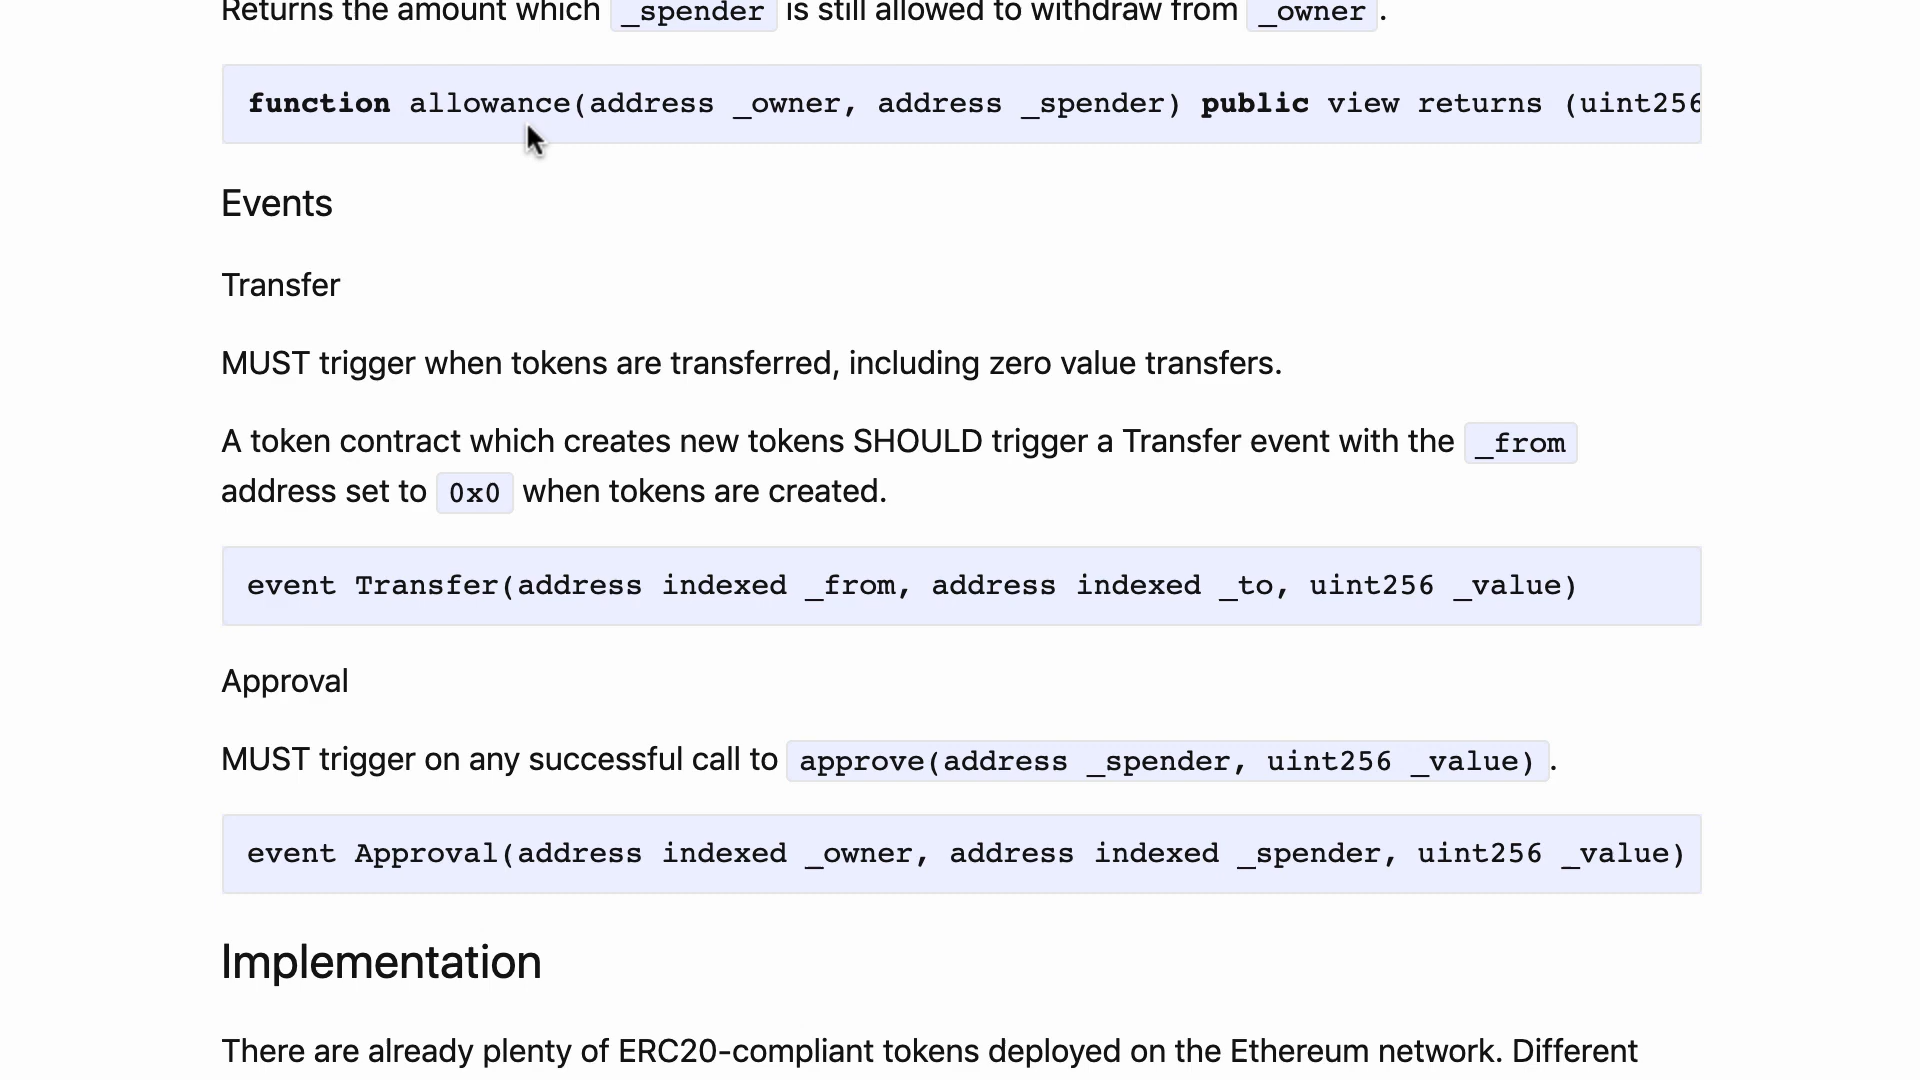 Returns the amount which _spender is still allowed to withdraw from _owner .
function allowance(address _owner, address _spender) public view returns (uint256
Events
Transfer
MUST trigger when tokens are transferred, including zero value transfers.
A token contract which creates new tokens SHOULD trigger a Transfer event with the _from
address set to 0x0 when tokens are created.
event Transfer(address indexed _from, address indexed _to, uint256 _value)
Approval
MUST trigger on any successful call to approve(address _spender, uint256 _value) .
event Approval(address indexed _owner, address indexed _spender, uint256 _value)
Implementation
There are already plenty of ERC20-compliant tokens deployed on the Ethereum network. Different